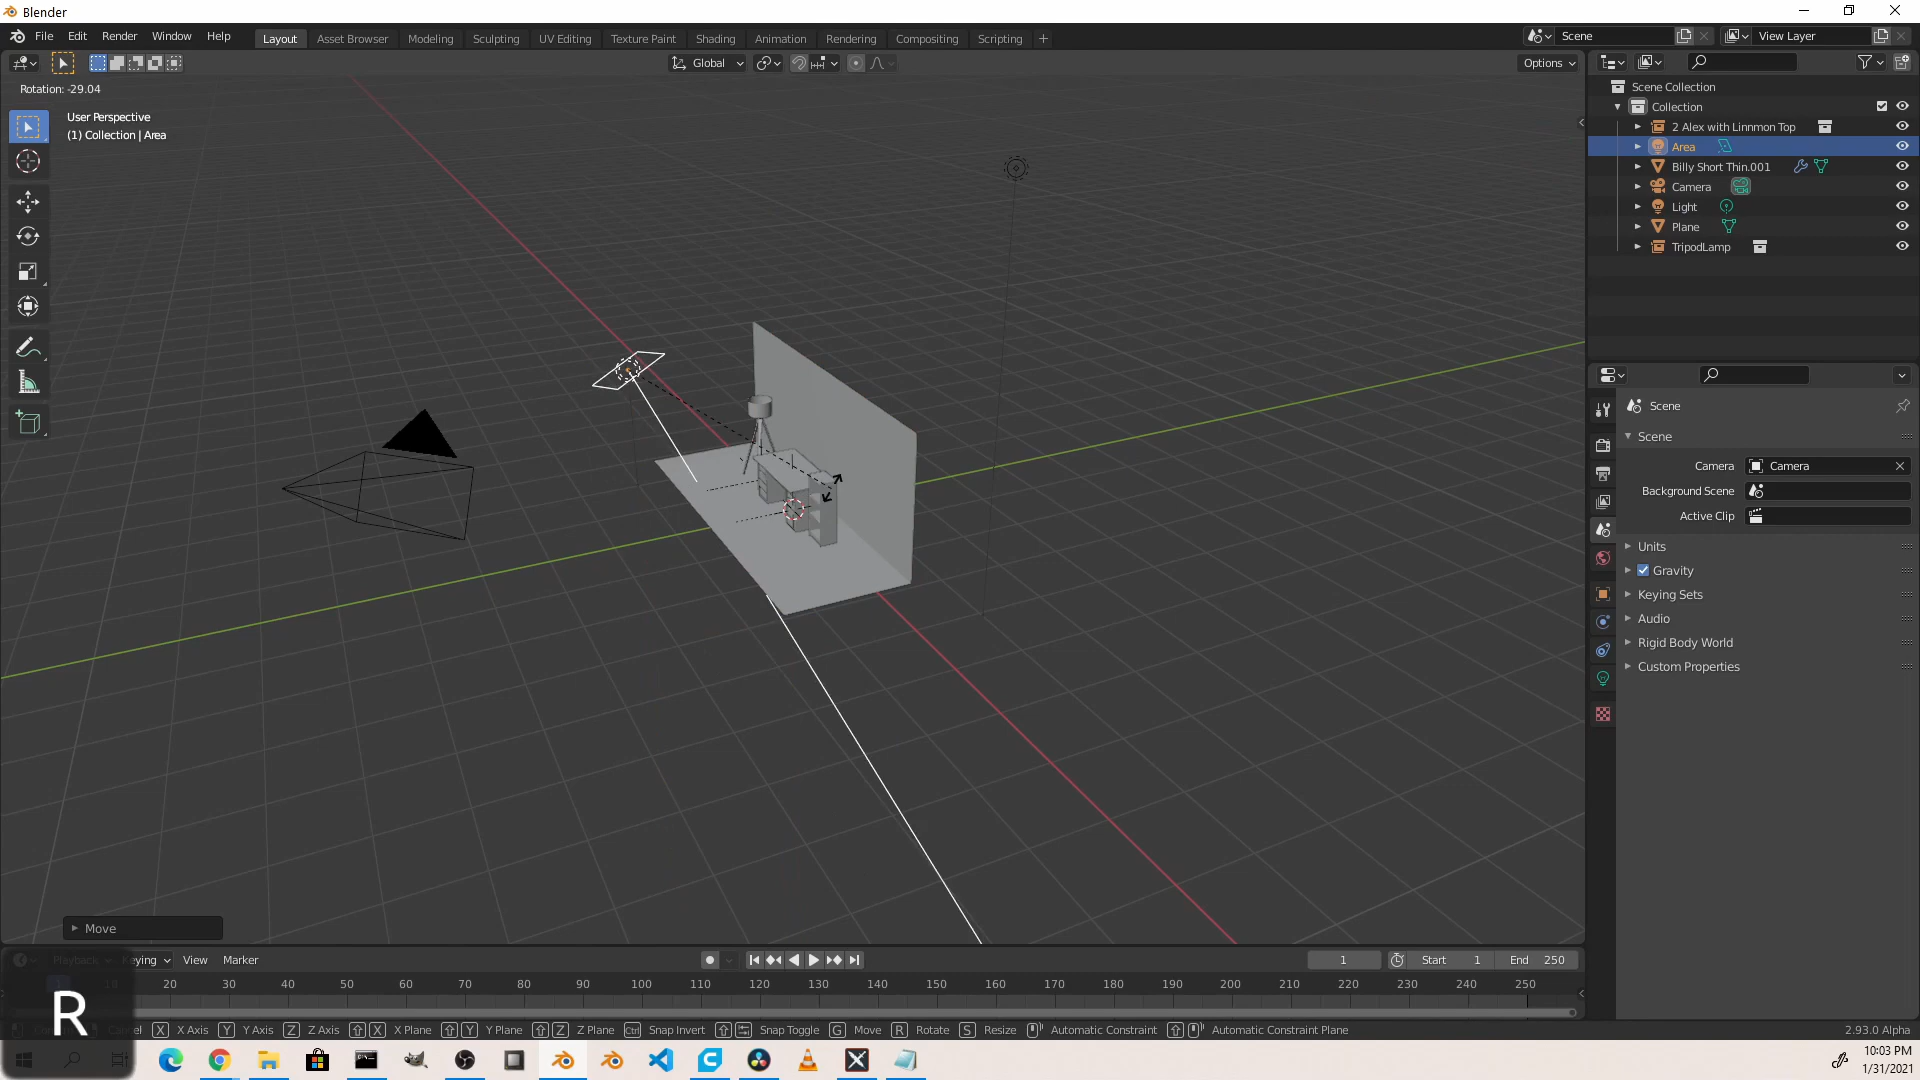 Blender
File Edit Render Window Help
Layout Asset Browser Modeling Sculpting UV Editing Texture Paint Shading Animation Rendering Compositing Scripting
Scene
View Layer
Global
Options
Rotation: -29.04
User Perspective
(1) Collection | Area
Scene Collection
Collection
2 Alex with Linnmon Top
Area
Billy Short Thin.001
Camera
Light
Plane
TripodLamp
Scene
Scene
Camera Camera
Background Scene
Active Clip
Units
Gravity
Keying Sets
Audio
Rigid Body World
Custom Properties
Move
Playback Keying View Marker
1 Start 1 End 250
10 20 30 40 50 60 70 80 90 100 110 120 130 140 150 160 170 180 190 200 210 220 230 240 250
R
Cancel X X Axis Y Y Axis Z Z Axis X X Plane Y Y Plane Z Z Plane Ctrl Snap Invert Snap Toggle G Move R Rotate S Resize Automatic Constraint Automatic Constraint Plane
2.93.0 Alpha
10:03 PM
1/31/2021